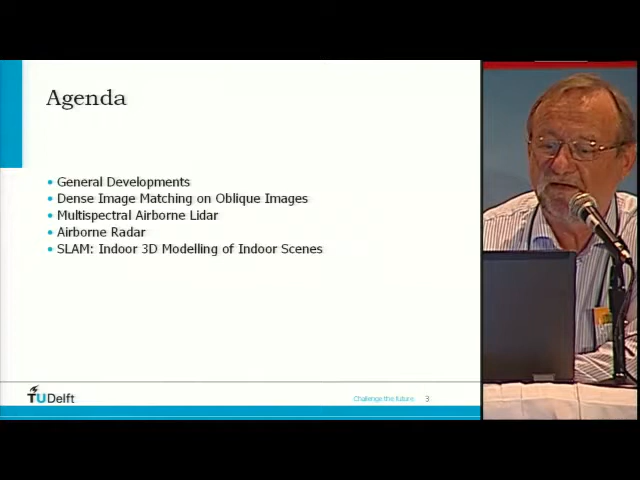 Agenda
• General Developments
• Dense Image Matching on Oblique Images
• Multispectral Airborne Lidar
• Airborne Radar
• SLAM: Indoor 3D Modelling of Indoor Scenes
TUDelft
Challenge the future 3